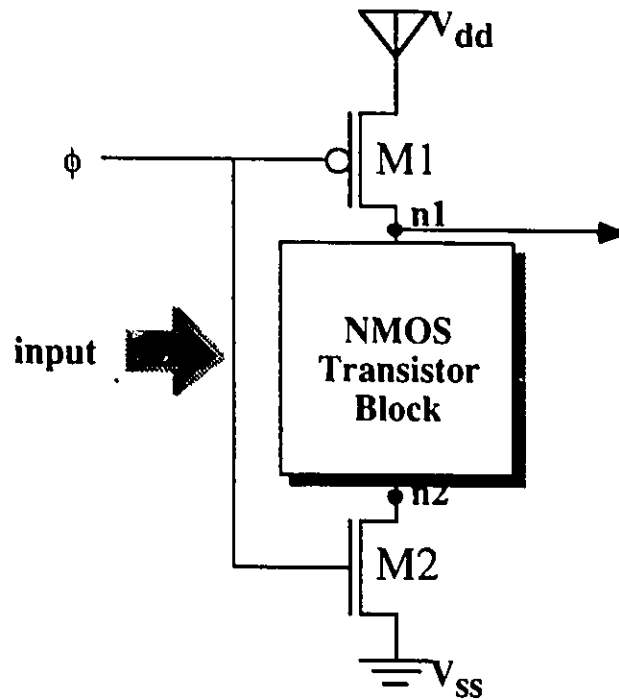 Vdd
ϕ
M1
n1
input
NMOS
Transistor
Block
n2
M2
Vss